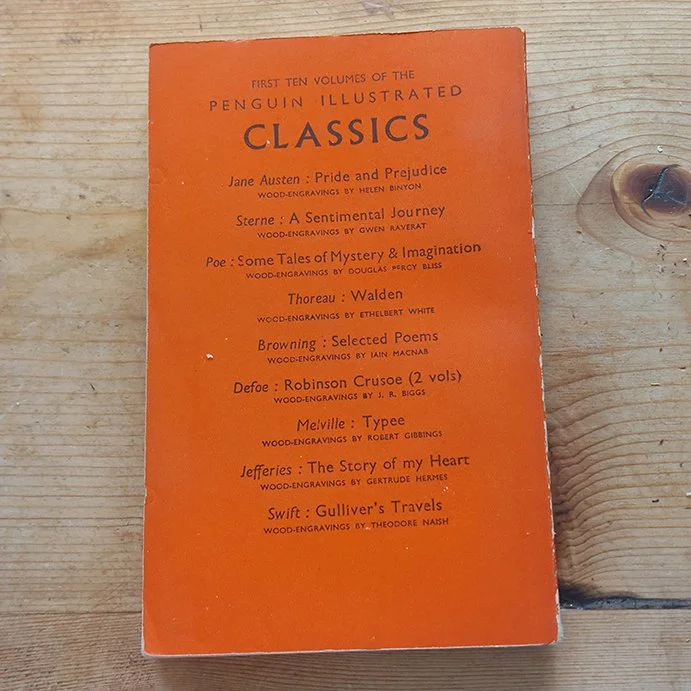 FIRST TEN VOLUMES OF THE
PENGUIN ILLUSTRATED
CLASSICS
Jane Austen : Pride and Prejudice
WOOD-ENGRAVINGS BY HELEN BINYON
Sterne : A Sentimental Journey
WOOD-ENGRAVINGS BY GWEN RAVERAT
Poe : Some Tales of Mystery & Imagination
WOOD-ENGRAVINGS BY DOUGLAS PERCY BLISS
Thoreau : Walden
WOOD-ENGRAVINGS BY ETHELBERT WHITE
Browning : Selected Poems
WOOD-ENGRAVINGS BY IAIN MACNAB
Defoe : Robinson Crusoe (2 vols)
WOOD-ENGRAVINGS BY J. R. BIGGS
Melville : Typee
WOOD-ENGRAVINGS BY ROBERT GIBBINGS
Jefferies : The Story of my Heart
WOOD-ENGRAVINGS BY GERTRUDE HERMES
Swift : Gulliver's Travels
WOOD-ENGRAVINGS BY THEODORE NAISH